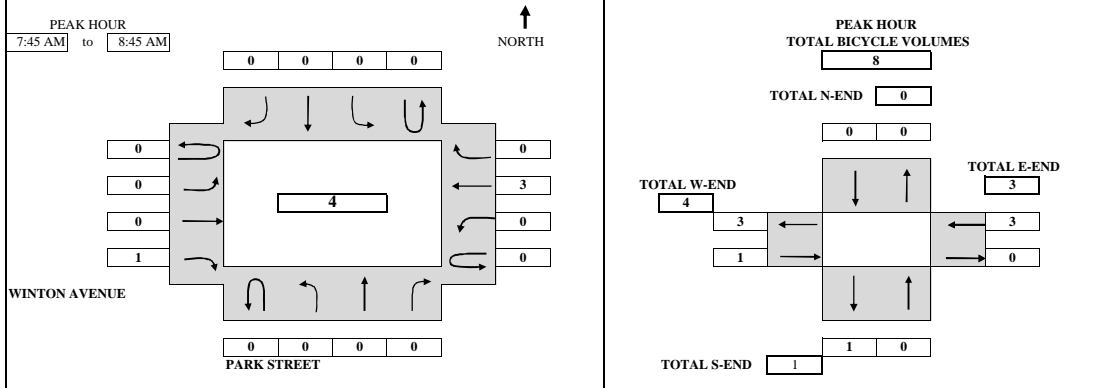 PEAK HOUR
7:45 AM to 8:45 AM
NORTH
0 0 0 0
0 0
0 3
4
0 0
1 0
WINTON AVENUE
0 0 0 0
PARK STREET
PEAK HOUR
TOTAL BICYCLE VOLUMES
8
TOTAL N-END 0
0 0
TOTAL E-END
3
TOTAL W-END
4
3 3
1 0
1 0
TOTAL S-END 1